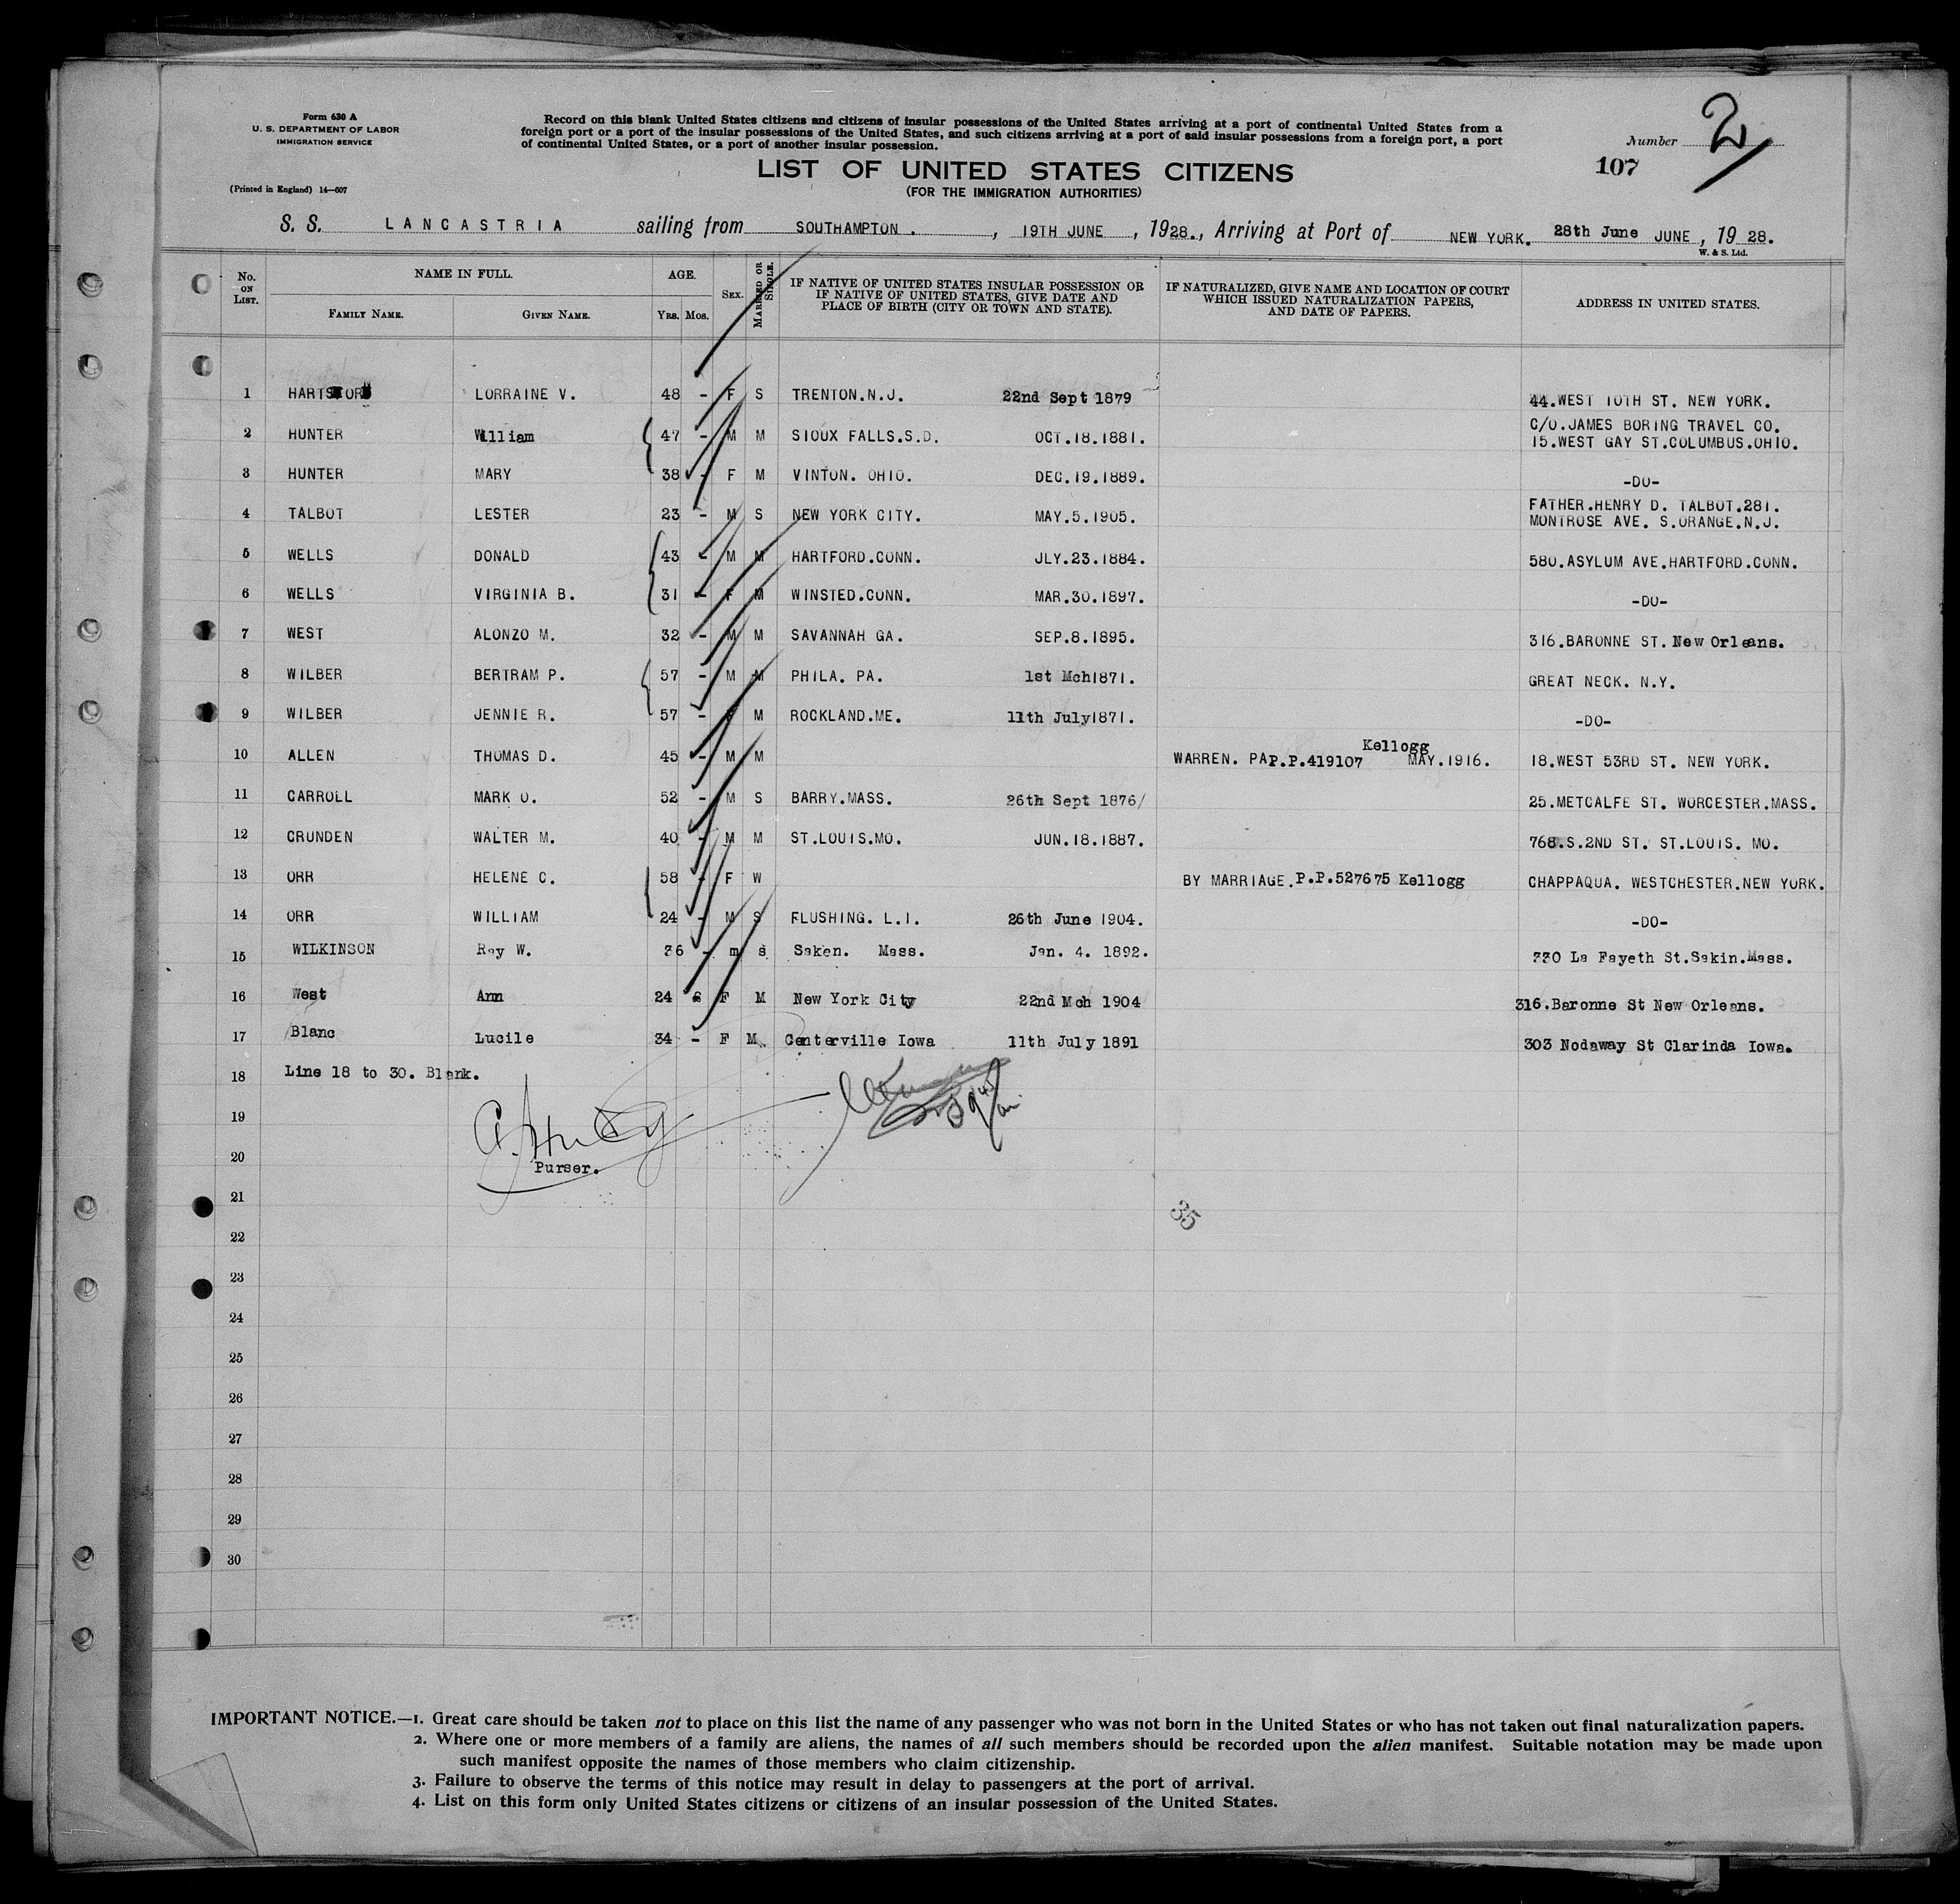 Form 630 A
U. S. DEPARTMENT OF LABOR
IMMIGRATION SERVICE
(Printed in England) 14—607
Record on this blank United States citizens and citizens of insular possessions of the United States arriving at a port of continental United States from a
foreign port or a port of the insular possessions of the United States, and such citizens arriving at a port of said insular possessions from a foreign port, a port
of continental United States, or a port of another insular possession.
Number 2
107
LIST OF UNITED STATES CITIZENS
(FOR THE IMMIGRATION AUTHORITIES)
S. S. LANCASTRIA sailing from SOUTHAMPTON. , 19TH JUNE , 1928., Arriving at Port of NEW YORK. 28th June JUNE , 19 28.
W. & S. Ltd.
No. ON LIST. NAME IN FULL. FAMILY NAME. GIVEN NAME. AGE. YRS. MOS. SEX. MARRIED OR SINGLE. IF NATIVE OF UNITED STATES INSULAR POSSESSION OR IF NATIVE OF UNITED STATES, GIVE DATE AND PLACE OF BIRTH (CITY OR TOWN AND STATE). IF NATURALIZED, GIVE NAME AND LOCATION OF COURT WHICH ISSUED NATURALIZATION PAPERS, AND DATE OF PAPERS. ADDRESS IN UNITED STATES.
1 LORRAINE V. 48 - F S TRENTON.N.J. 22nd Sept 1879 44.WEST 10TH ST. NEW YORK.
2 HUNTER William 47 - M M SIOUX FALLS.S.D. OCT.18.1881. C/O.JAMES BORING TRAVEL CO.
15.WEST GAY ST.COLUMBUS.OHIO.
3 HUNTER MARY 38 - F M VINTON. OHIO. DEC.19.1889. -DO-
4 TALBOT LESTER 23 - M S NEW YORK CITY. MAY.5.1905. FATHER.HENRY D. TALBOT.281.
MONTROSE AVE. S.ORANGE.N.J.
5 WELLS DONALD 43 - M M HARTFORD.CONN. JLY.23.1884. 580.ASYLUM AVE.HARTFORD.CONN.
6 WELLS VIRGINIA B. 31 - F M WINSTED.CONN. MAR.30.1897. -DO-
7 WEST ALONZO M. 32 - M M SAVANNAH GA. SEP.8.1895. 316.BARONNE ST. New Orleans.
8 WILBER BERTRAM P. 57 - M M PHILA. PA. 1st Mch1871. GREAT NECK. N.Y.
9 WILBER JENNIE R. 57 - F M ROCKLAND.ME. 11th July1871. -DO-
10 ALLEN THOMAS D. 45 - M M WARREN. PAP.P.419107 Kellogg MAY.1916. 18.WEST 53RD ST. NEW YORK.
11 CARROLL MARK O. 52 - M S BARRY.MASS. 26th Sept 1876/ 25.METCALFE ST. WORCESTER.MASS.
12 CRUNDEN WALTER M. 40 - M M ST.LOUIS.MO. JUN.18.1887. 768.S.2ND ST. ST.LOUIS. MO.
13 ORR HELENE C. 58 - F W BY MARRIAGE.P.P.527675 Kellogg CHAPPAQUA. WESTCHESTER.NEW YORK.
14 ORR WILLIAM 24 - M S FLUSHING. L.I. 26th June 1904. -DO-
15 WILKINSON Ray W. 36 - m s Saken. Mass. Jan. 4. 1892. 330 La Fayeth St.Sakin.Mass.
16 West Ann 24 F M New York City 22nd Mch 1904 316.Baronne St New Orleans.
17 Blanc Lucile 34 - F M Centerville Iowa 11th July 1891 303 Nodaway St Clarinda Iowa.
18 Line 18 to 30. Blank.
19
20 Purser.
21
35
22
23
24
25
26
27
28
29
30
IMPORTANT NOTICE.—1. Great care should be taken not to place on this list the name of any passenger who was not born in the United States or who has not taken out final naturalization papers.
2. Where one or more members of a family are aliens, the names of all such members should be recorded upon the alien manifest. Suitable notation may be made upon
such manifest opposite the names of those members who claim citizenship.
3. Failure to observe the terms of this notice may result in delay to passengers at the port of arrival.
4. List on this form only United States citizens or citizens of an insular possession of the United States.